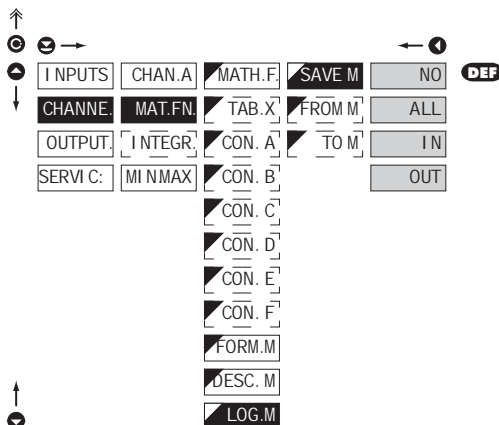 INPUTS CHAN.A MATH.F. SAVE M NO DEF
CHANNE. MAT.FN. TAB.X FROM M ALL
OUTPUT. INTEGR. CON. A TO M IN
SERVIC: MINMAX CON. B OUT
CON. C
CON. D
CON. E
CON. F
FORM.M
DESC. M
LOG.M